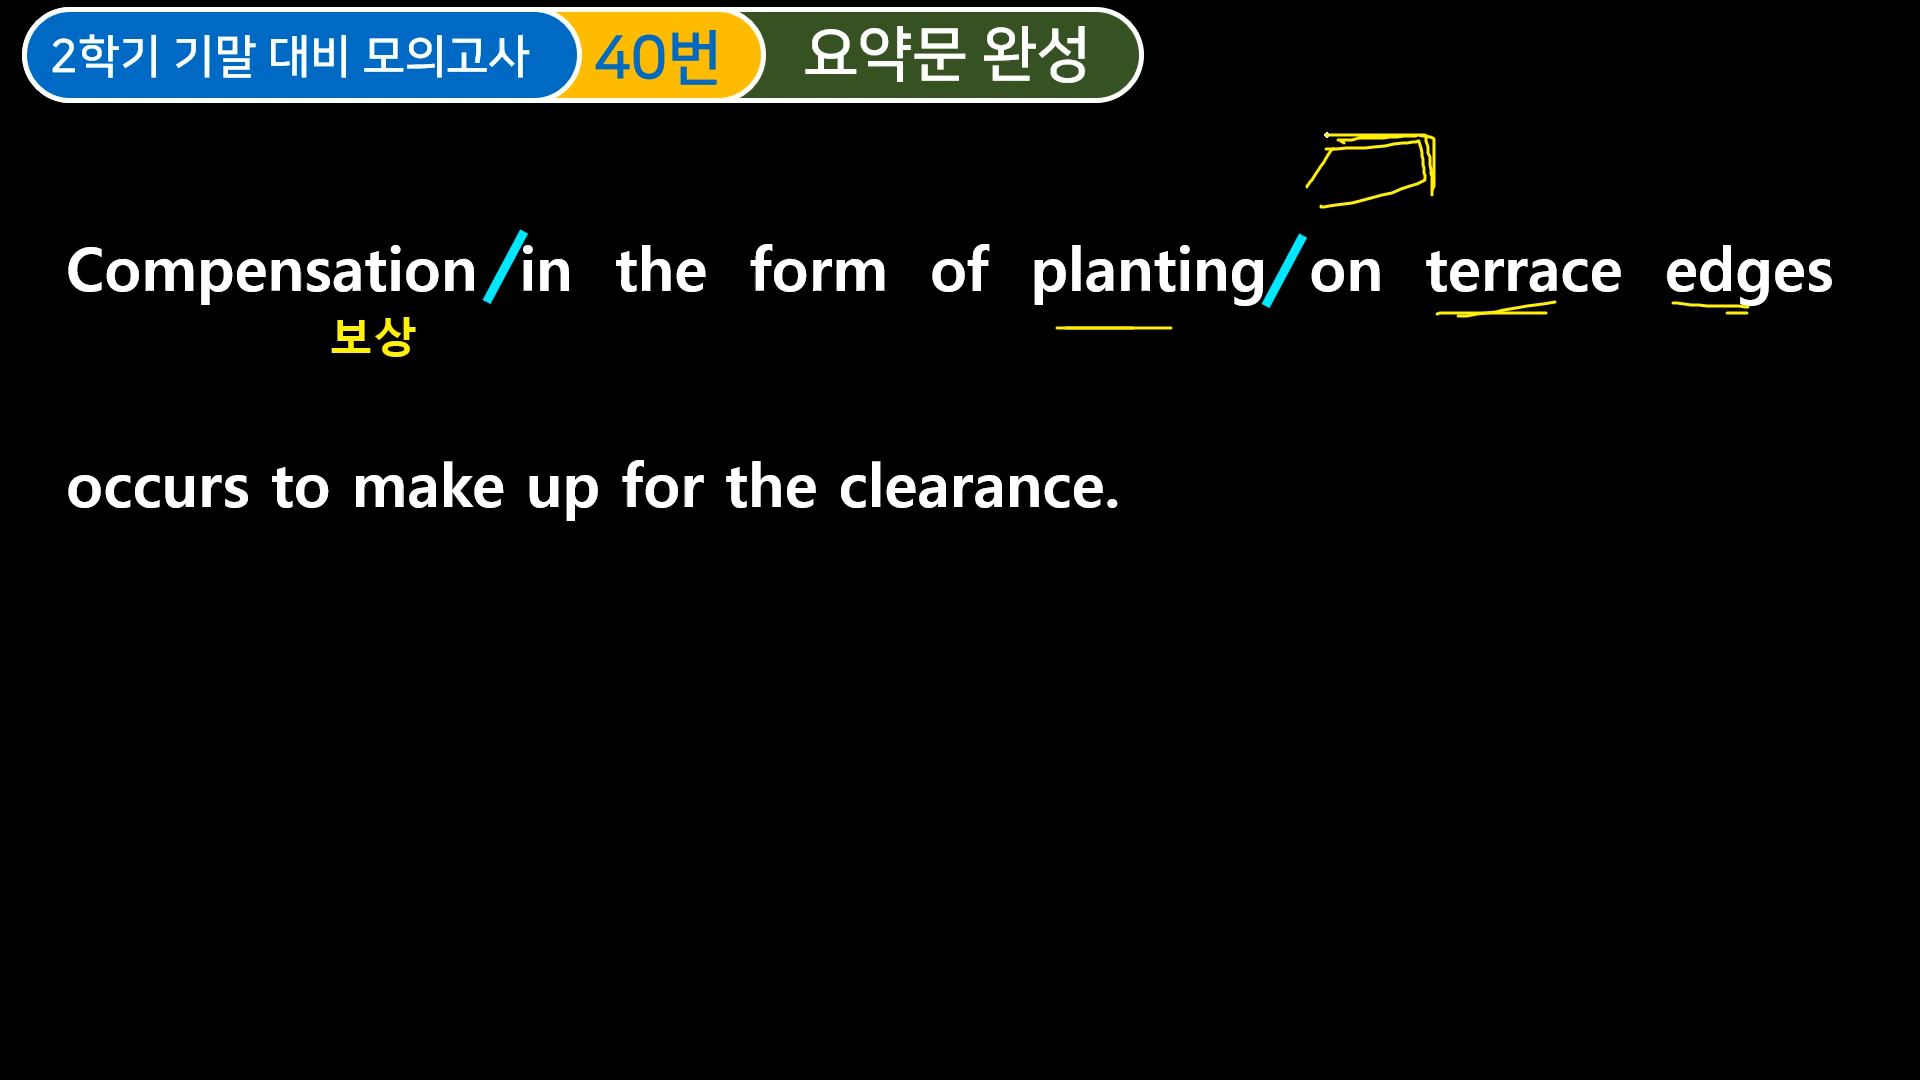 2학기 기말 대비 모의고사 40번 요약문 완성
Compensation in the form of planting on terrace edges
보상
occurs to make up for the clearance.